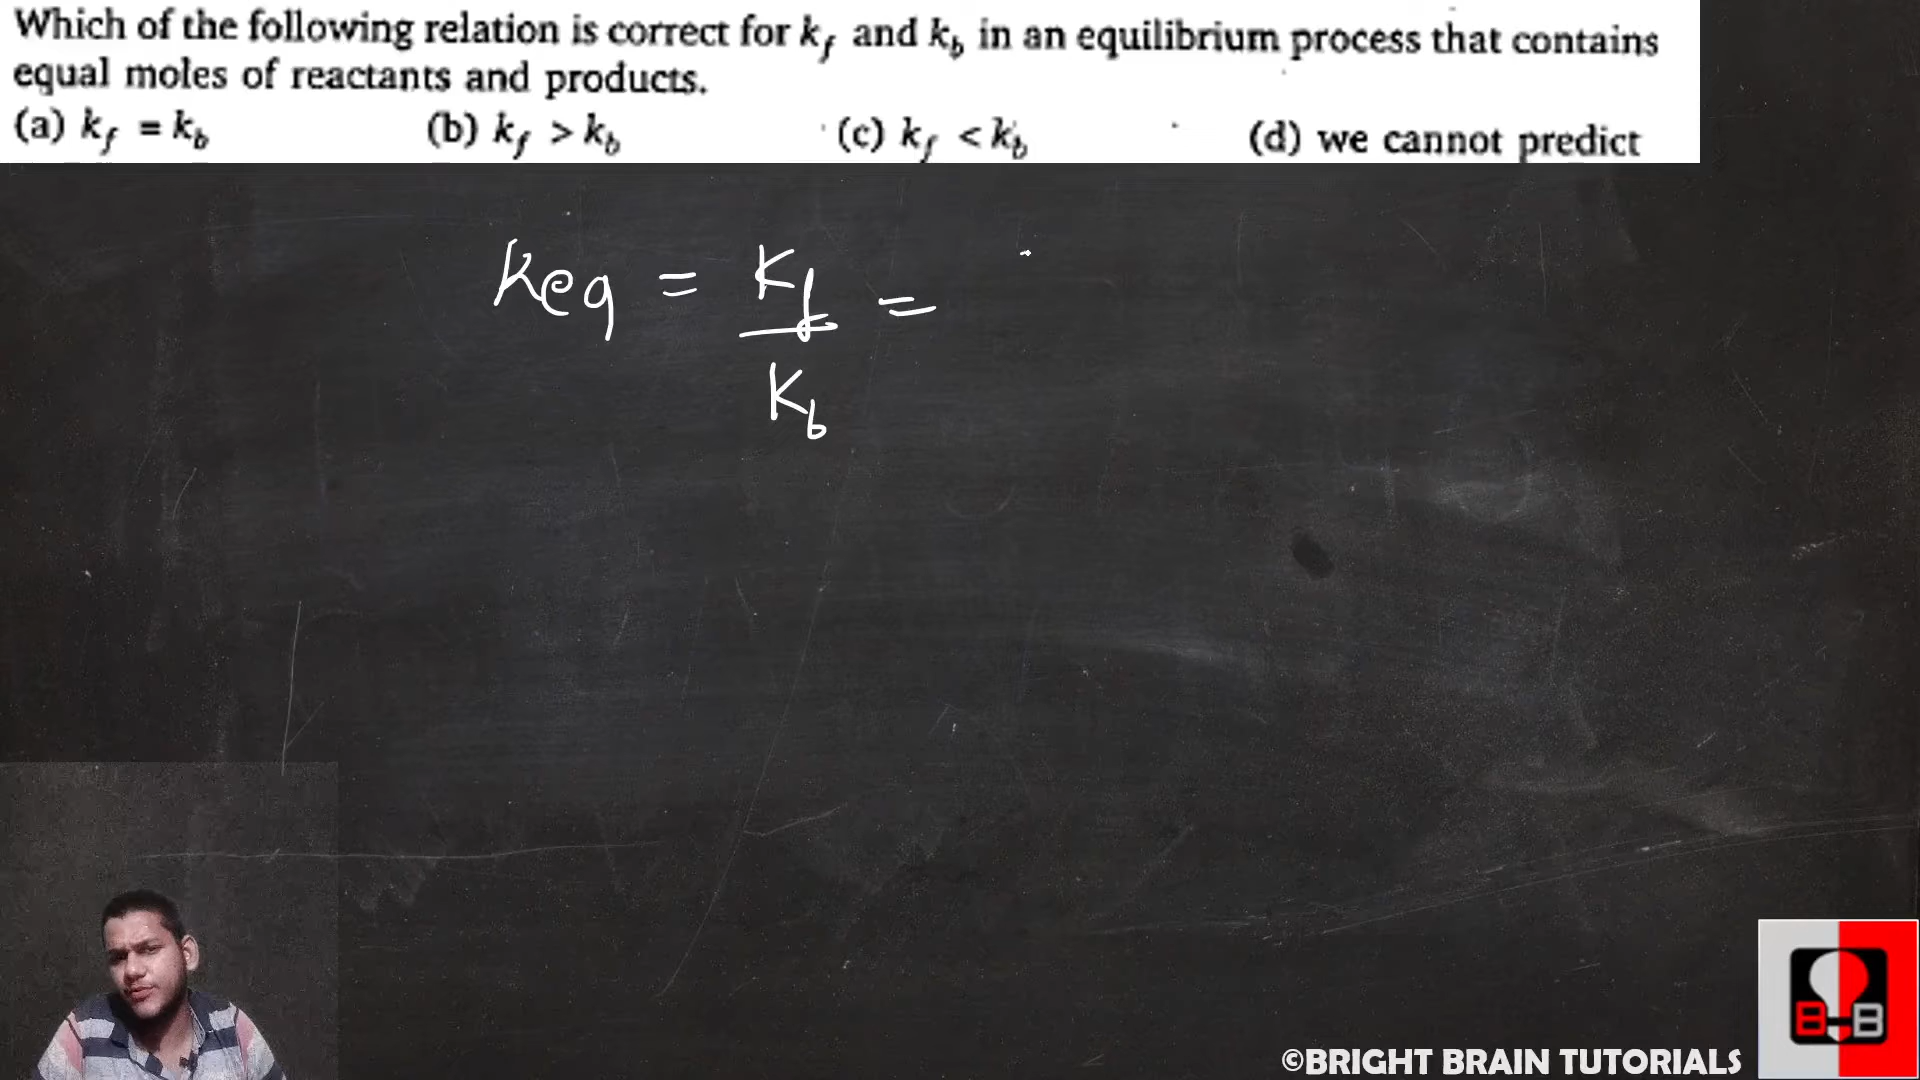 Which of the following relation is correct for k_f and k_b in an equilibrium process that contains
equal moles of reactants and products.
(a) k_f = k_b (b) k_f > k_b (c) k_f < k_b (d) we cannot predict
Keq = K_f / K_b =
B B
©BRIGHT BRAIN TUTORIALS